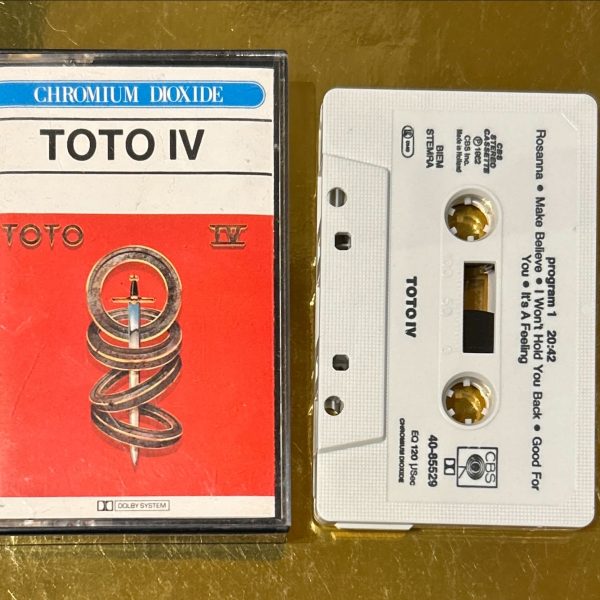 CHROMIUM DIOXIDE
TOTO IV
TOTO IV
DOLBY SYSTEM
CBS
STEREO
CASSETTE
℗ 1982
CBS Inc.
Made in Holland
BIEM
STEMRA
TOTO IV
program 1 20:42
Rosanna ● Make Believe ● I Won't Hold You Back ● Good For
You ● It's A Feeling
CBS
40-85529
EQ 120 µSec
CHROMIUM DIOXIDE